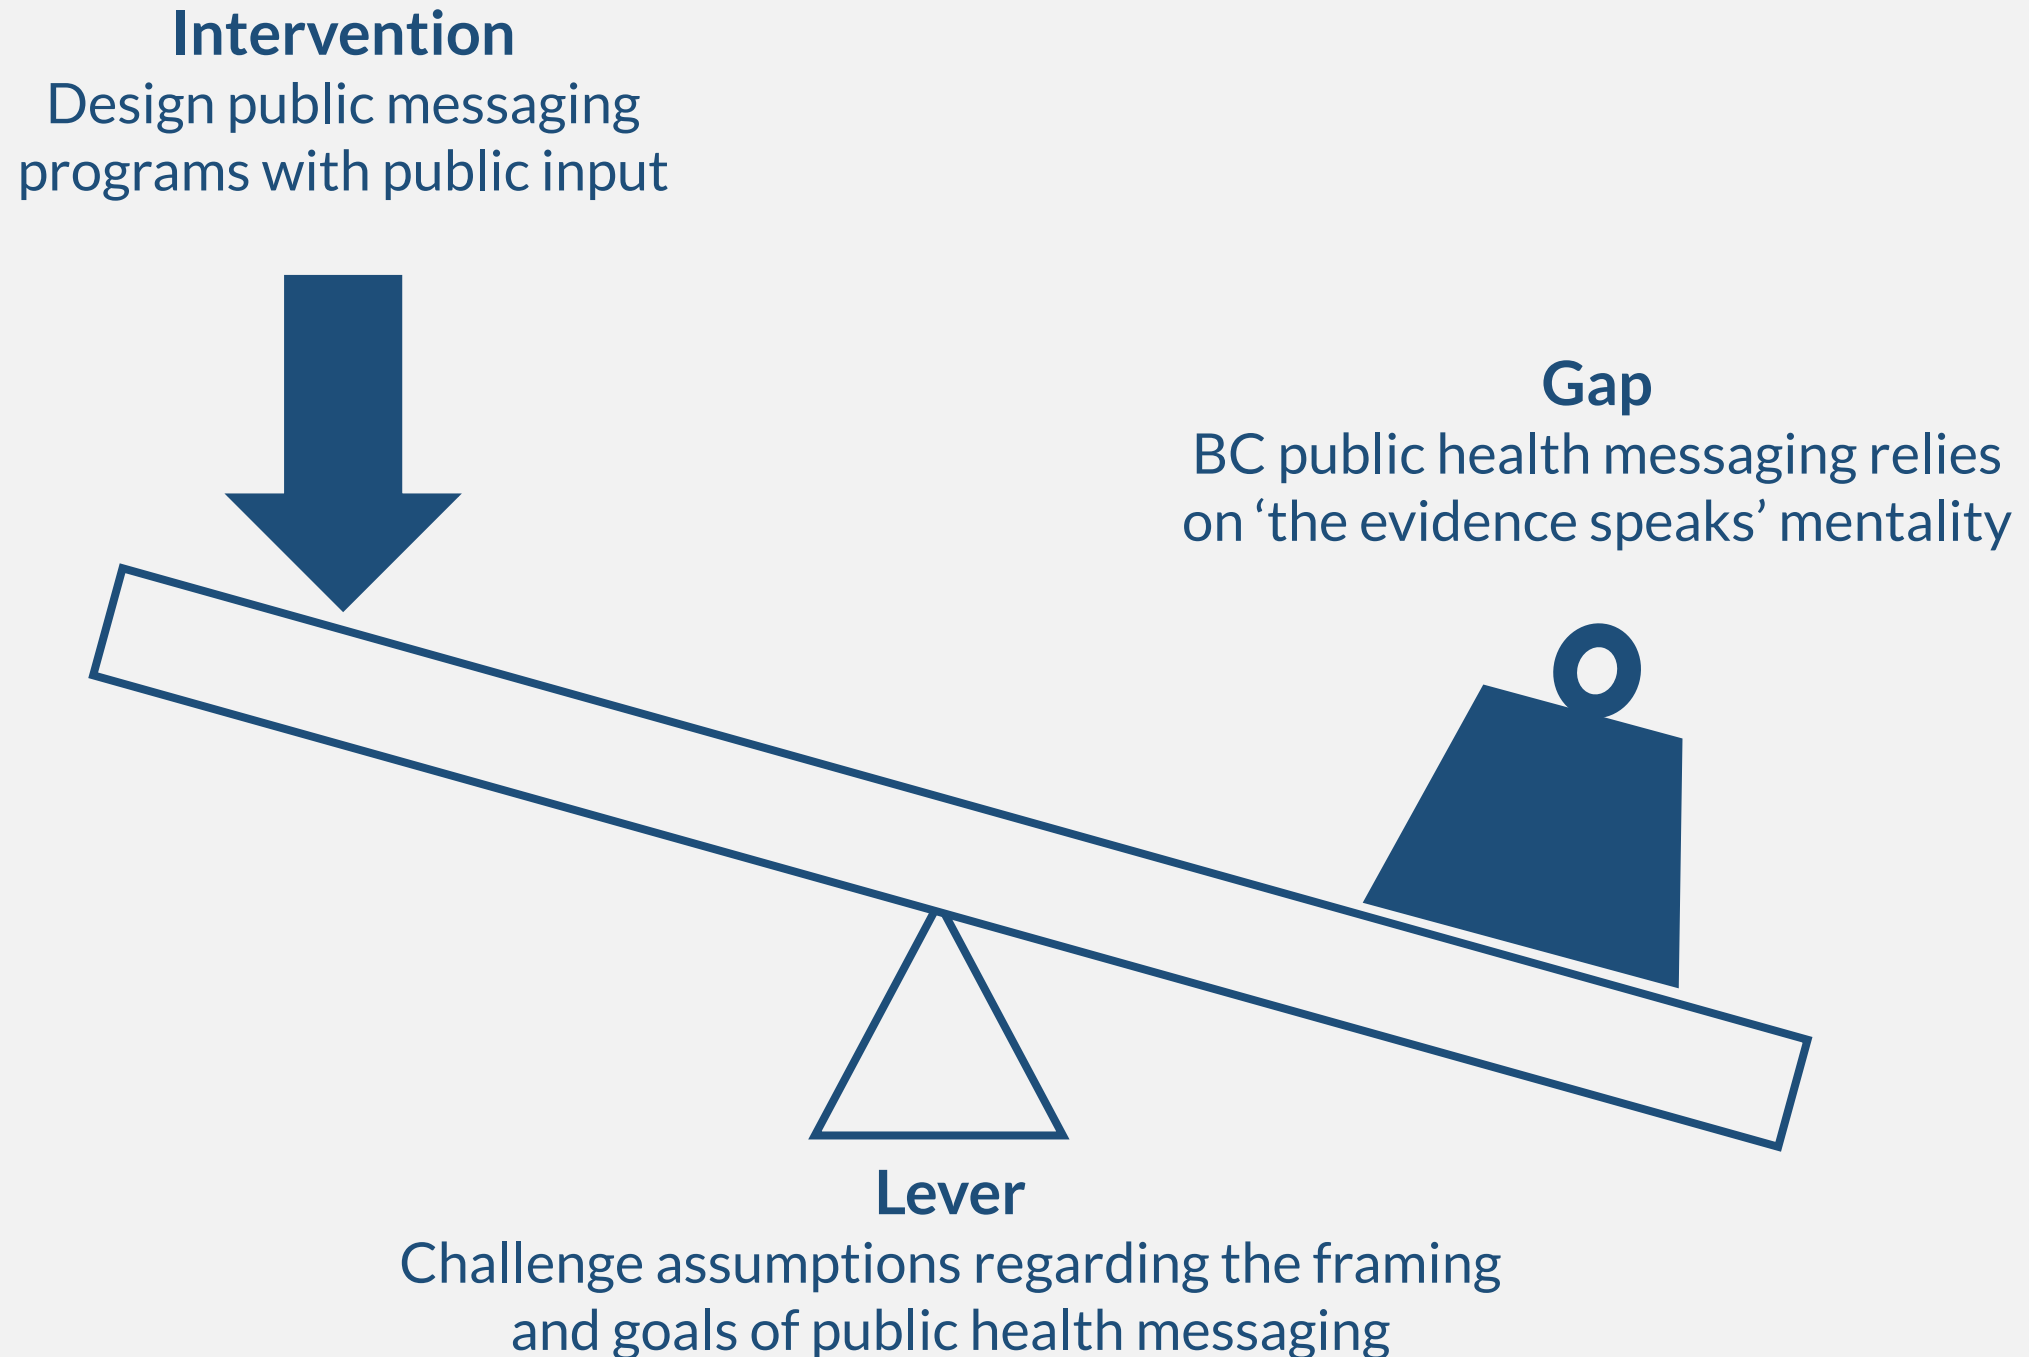 Intervention
Design public messaging
programs with public input
Gap
BC public health messaging relies
on ‘the evidence speaks’ mentality
Lever
Challenge assumptions regarding the framing
and goals of public health messaging